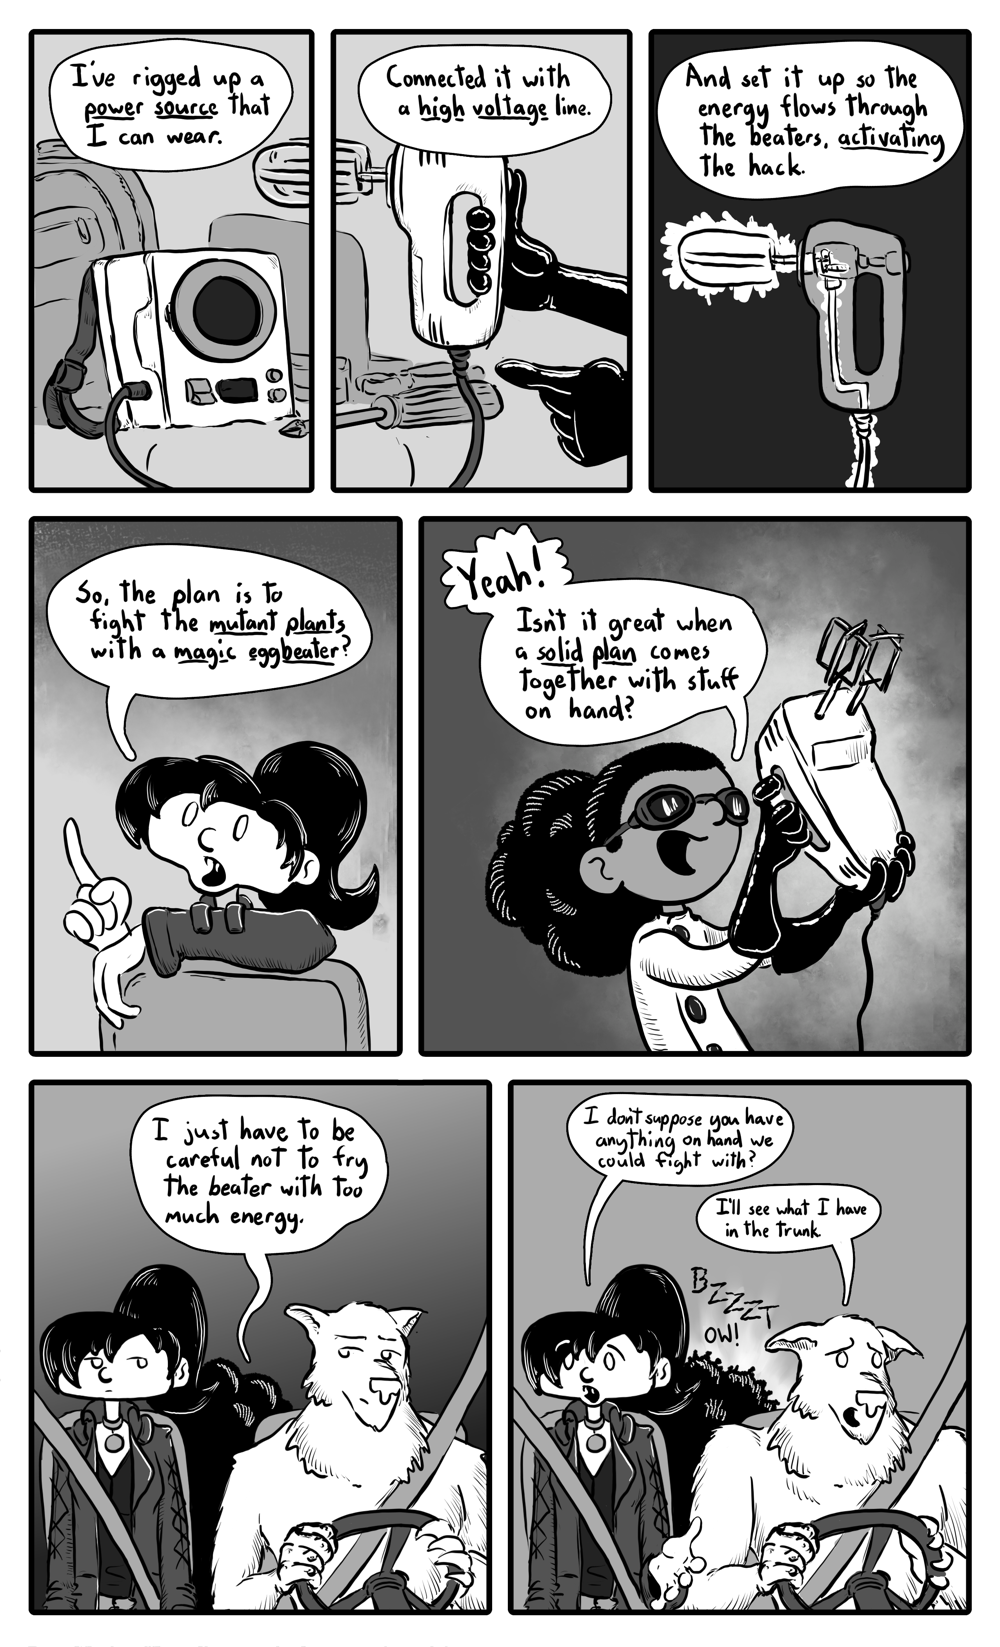 I've rigged up a
power source that
I can wear.
Connected it with
a high voltage line.
And set it up so the
energy flows through
the beaters, activating
the hack.
So, the plan is to
fight the mutant plants
with a magic eggbeater?
Yeah!
Isn't it great when
a solid plan comes
together with stuff
on hand?
I just have to be
careful not to fry
the beater with too
much energy.
I don't suppose you have
anything on hand we
could fight with?
I'll see what I have
in the trunk.
BZZZZT
OW!